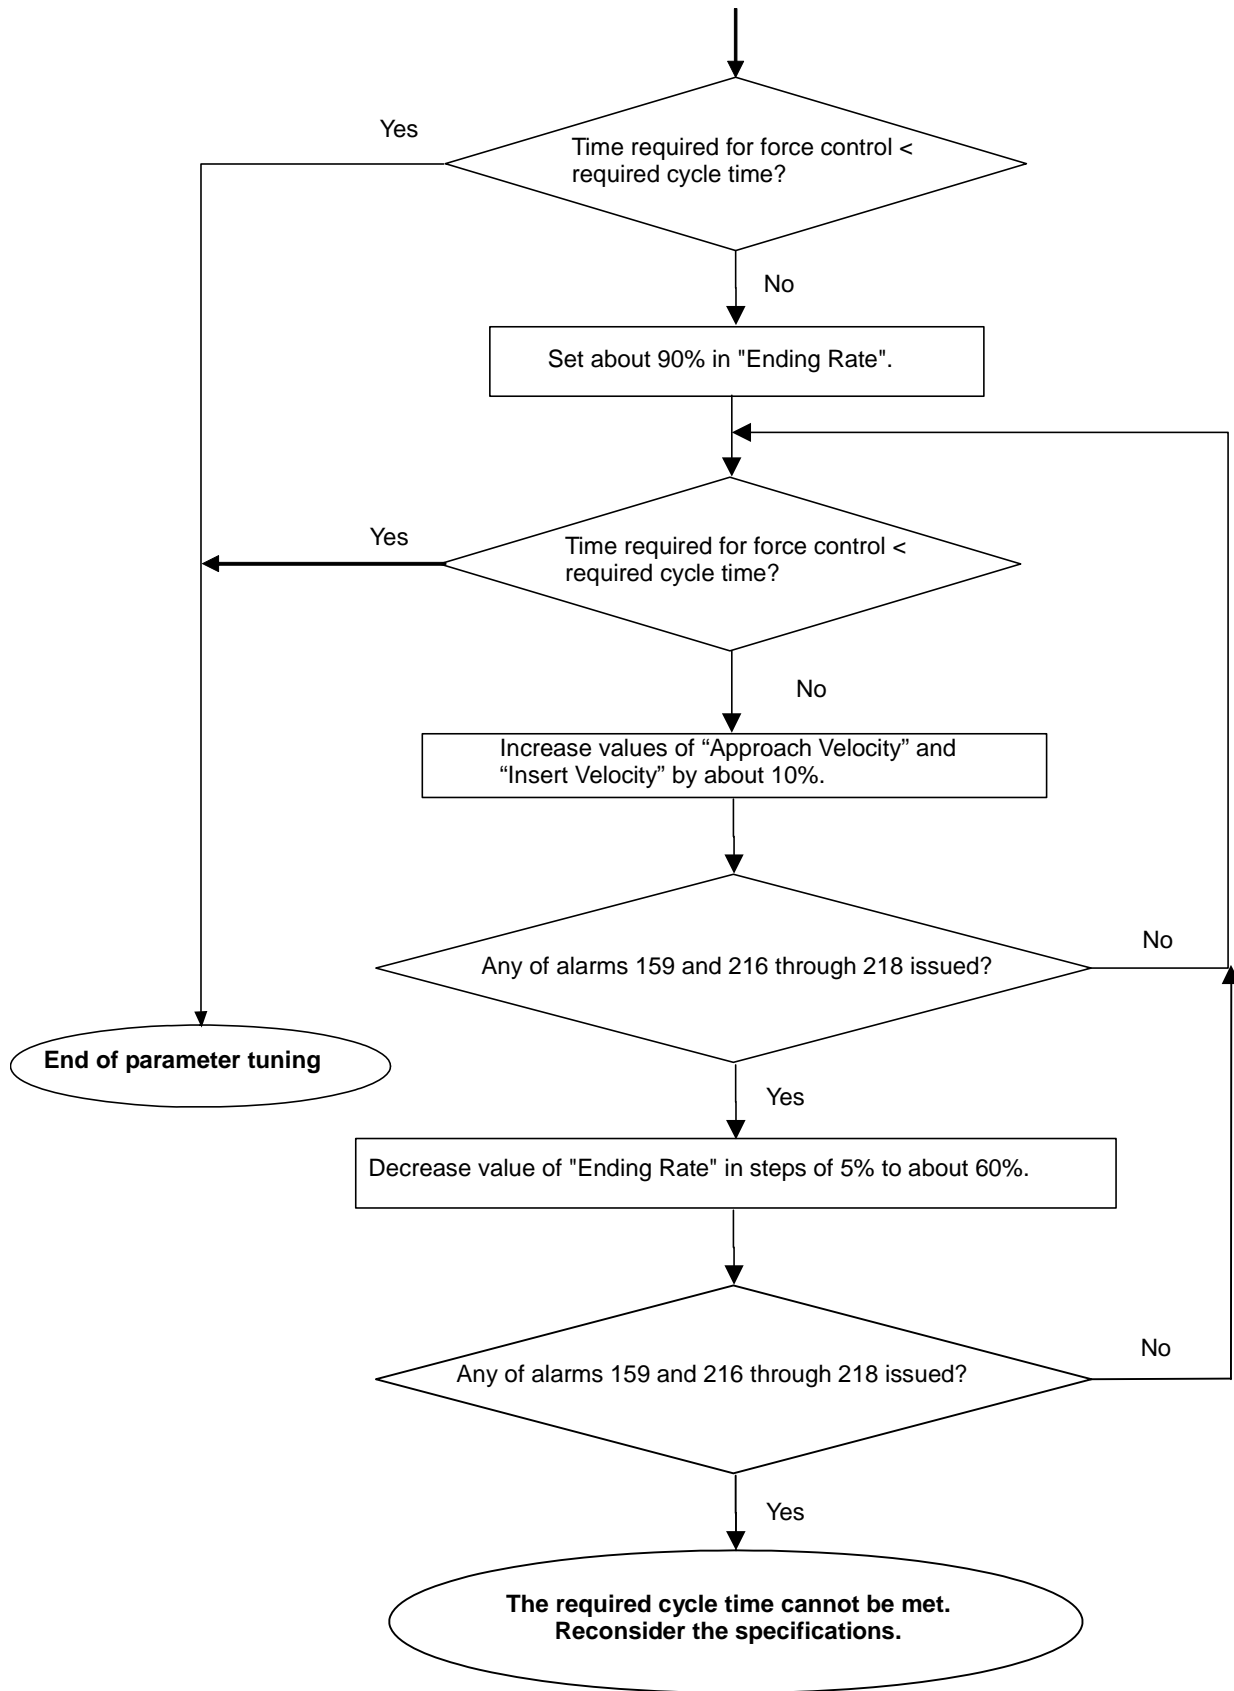 Yes
Time required for force control <
required cycle time?
No
Set about 90% in "Ending Rate".
Yes
Time required for force control <
required cycle time?
No
Increase values of “Approach Velocity” and
“Insert Velocity” by about 10%.
Any of alarms 159 and 216 through 218 issued?
No
End of parameter tuning
Yes
Decrease value of "Ending Rate" in steps of 5% to about 60%.
Any of alarms 159 and 216 through 218 issued?
No
Yes
The required cycle time cannot be met.
Reconsider the specifications.